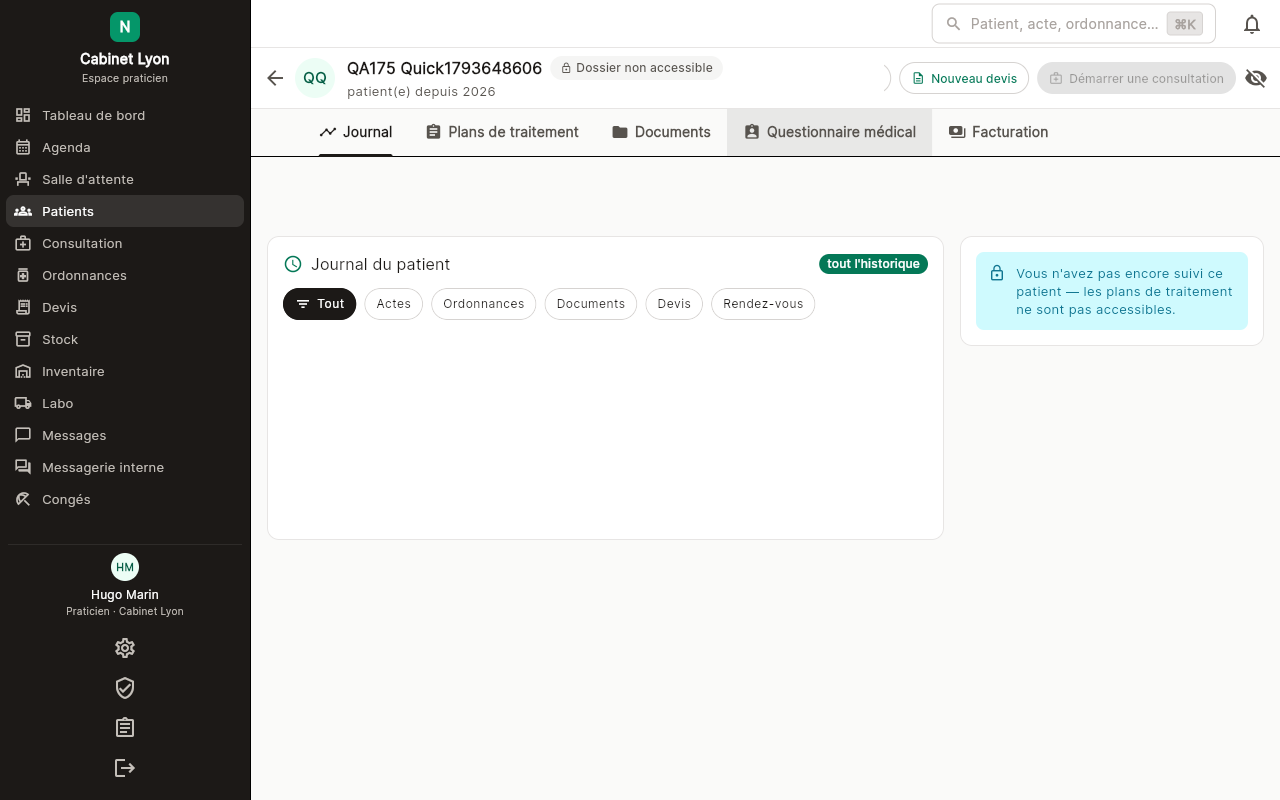 N
Cabinet Lyon
Espace praticien
Tableau de bord
Agenda
Salle d'attente
Patients
Consultation
Ordonnances
Devis
Stock
Inventaire
Labo
Messages
Messagerie interne
Congés
HM
Hugo Marin
Praticien · Cabinet Lyon
Patient, acte, ordonnance... ⌘K
QQ
QA175 Quick1793648606
Dossier non accessible
patient(e) depuis 2026
Nouveau devis
Démarrer une consultation
Journal
Plans de traitement
Documents
Questionnaire médical
Facturation
Journal du patient
tout l'historique
Tout
Actes
Ordonnances
Documents
Devis
Rendez-vous
Vous n'avez pas encore suivi ce
patient — les plans de traitement
ne sont pas accessibles.